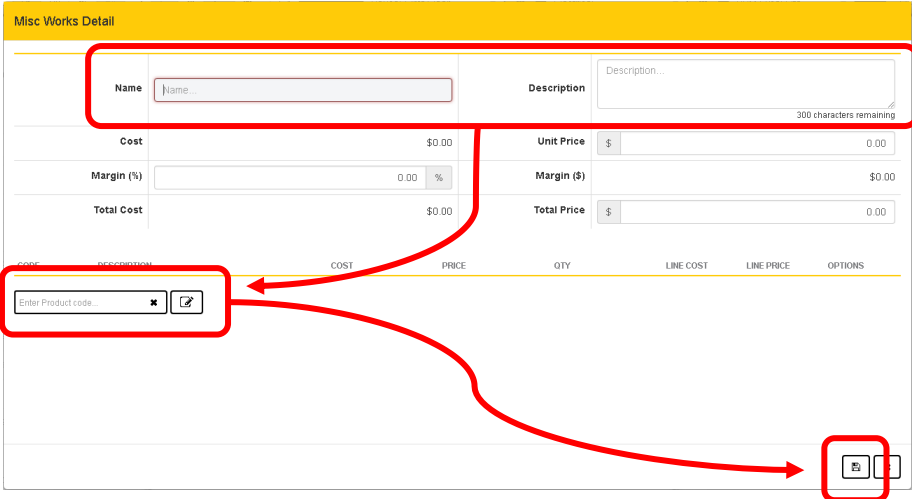 Misc Works Detail
Name Name... Description Description...
300 characters remaining
Cost $0.00 Unit Price $ 0.00
Margin (%) 0.00 % Margin ($) $0.00
Total Cost $0.00 Total Price $ 0.00
CODE DESCRIPTION COST PRICE QTY LINE COST LINE PRICE OPTIONS
Enter Product code...